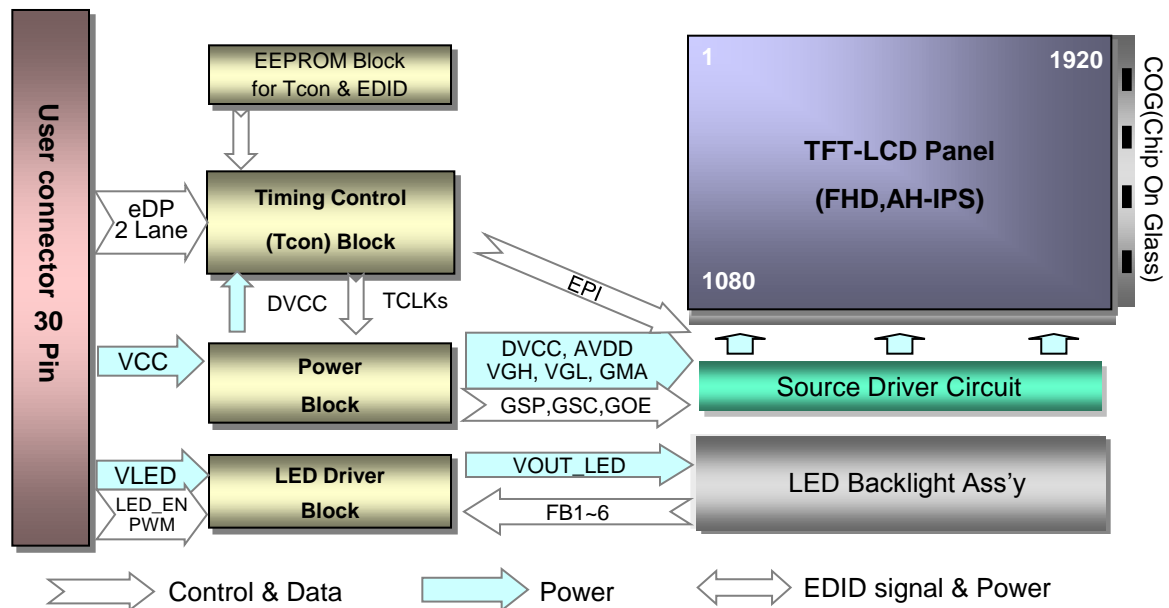 User connector 30 Pin
EEPROM Block
for Tcon & EDID
eDP
2 Lane
Timing Control
(Tcon) Block
DVCC
TCLKs
EPI
VCC
Power
Block
DVCC, AVDD
VGH, VGL, GMA
GSP,GSC,GOE
VLED
LED_EN
PWM
LED Driver
Block
VOUT_LED
FB1~6
1
1920
TFT-LCD Panel
(FHD,AH-IPS)
1080
COG(Chip On Glass)
Source Driver Circuit
LED Backlight Ass'y
Control & Data
Power
EDID signal & Power